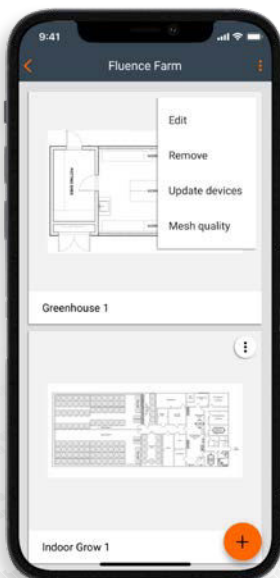 9:41
Fluence Farm
Edit
Remove
Update devices
Mesh quality
Greenhouse 1
Indoor Grow 1